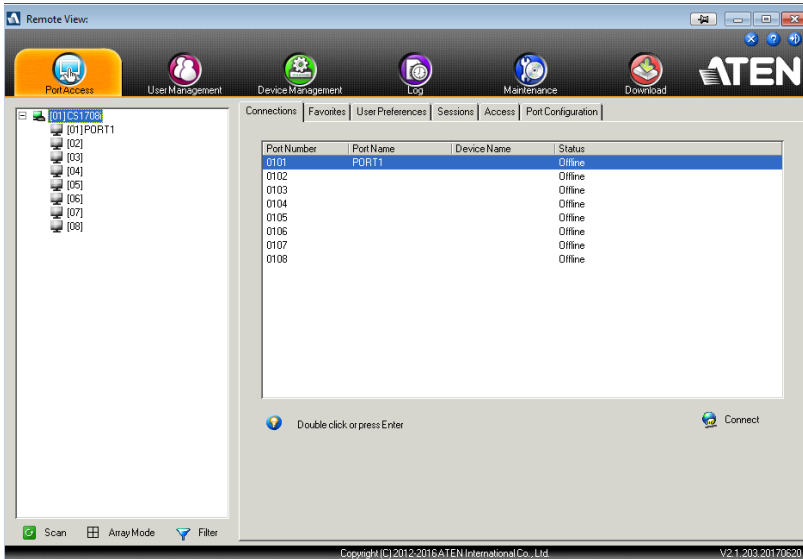 Remote View:
Port Access
User Management
Device Management
Log
Maintenance
Download
ATEN
[01]CS1708i
[01]PORT1
[02]
[03]
[04]
[05]
[06]
[07]
[08]
Connections Favorites User Preferences Sessions Access Port Configuration
Port Number Port Name Device Name Status
0101 PORT1 Offline
0102 Offline
0103 Offline
0104 Offline
0105 Offline
0106 Offline
0107 Offline
0108 Offline
Double click or press Enter
Connect
Scan Array Mode Filter
Copyright (C) 2012-2016 ATEN International Co., Ltd.
V2.1.203.20170620